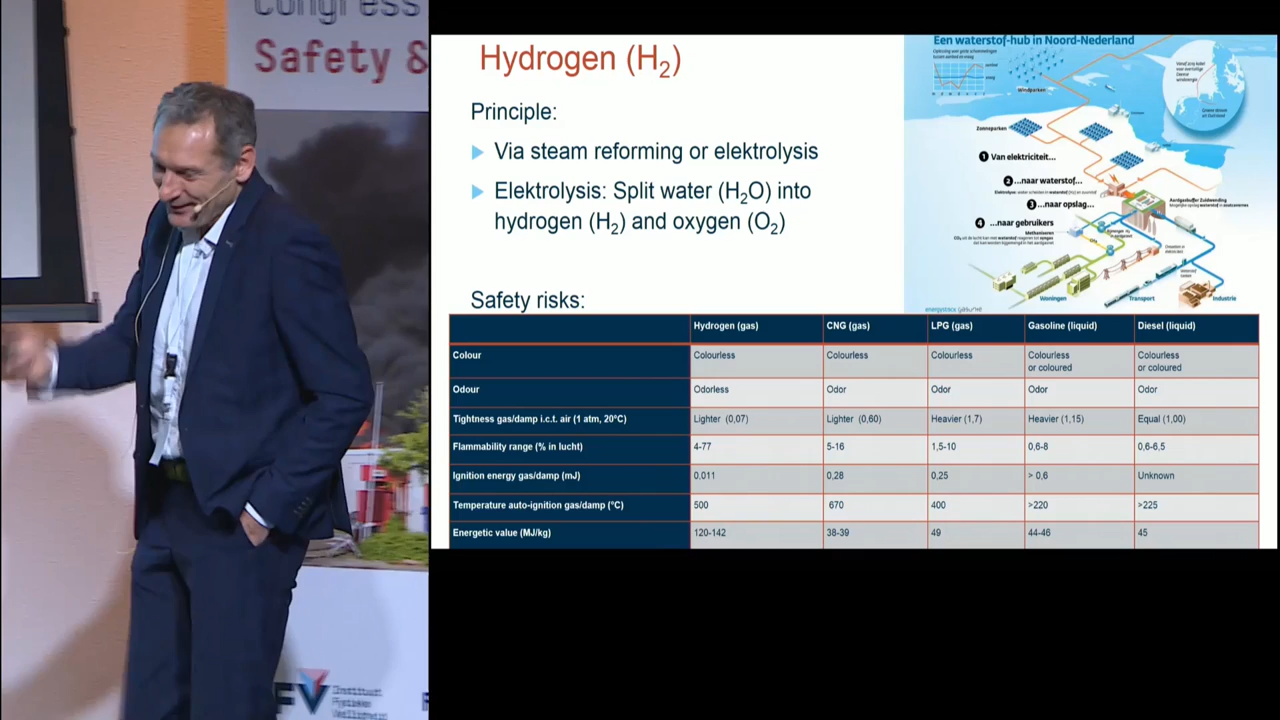 Congress
Safety &
Hydrogen (H₂)
Principle:
Via steam reforming or elektrolysis
Elektrolysis: Split water (H₂O) into
hydrogen (H₂) and oxygen (O₂)
Safety risks:
Een waterstof-hub in Noord-Nederland
Windparken
Zonneparken
1 Van elektriciteit...
2 ...naar waterstof...
3 ...naar opslag...
Aardgasbuffer Zuidwending
4 ...naar gebruikers
Methaniseren
Woningen
Transport
Industrie
Hydrogen (gas) CNG (gas) LPG (gas) Gasoline (liquid) Diesel (liquid)
Colour Colourless Colourless Colourless Colourless Colourless
or coloured or coloured
Odour Odorless Odor Odor Odor Odor
Tightness gas/damp i.c.t. air (1 atm, 20°C) Lighter (0,07) Lighter (0,60) Heavier (1,7) Heavier (1,15) Equal (1,00)
Flammability range (% in lucht) 4-77 5-16 1,5-10 0,6-8 0,6-6,5
Ignition energy gas/damp (mJ) 0,011 0,28 0,25 > 0,6 Unknown
Temperature auto-ignition gas/damp (°C) 500 670 400 >220 >225
Energetic value (MJ/kg) 120-142 38-39 49 44-46 45